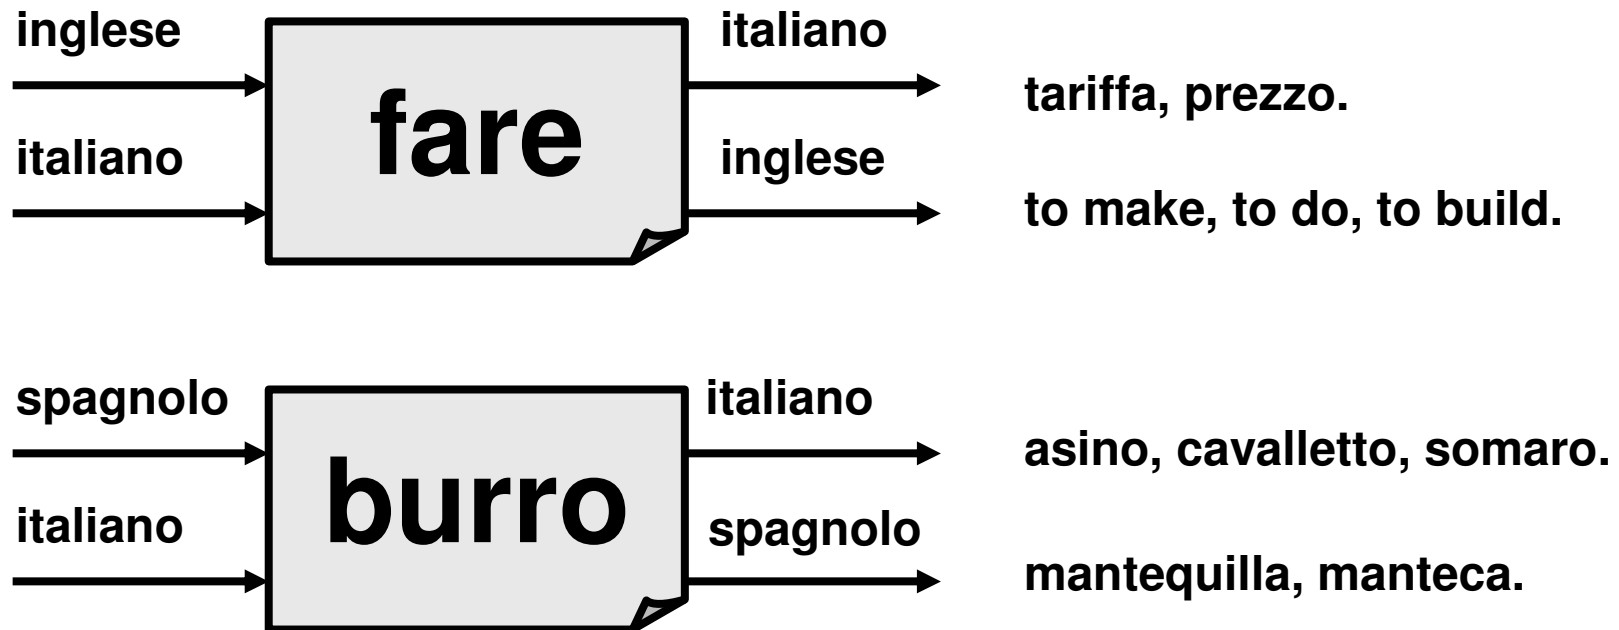 inglese
italiano
fare
italiano
inglese
tariffa, prezzo.
to make, to do, to build.
spagnolo
italiano
burro
italiano
spagnolo
asino, cavalletto, somaro.
mantequilla, manteca.